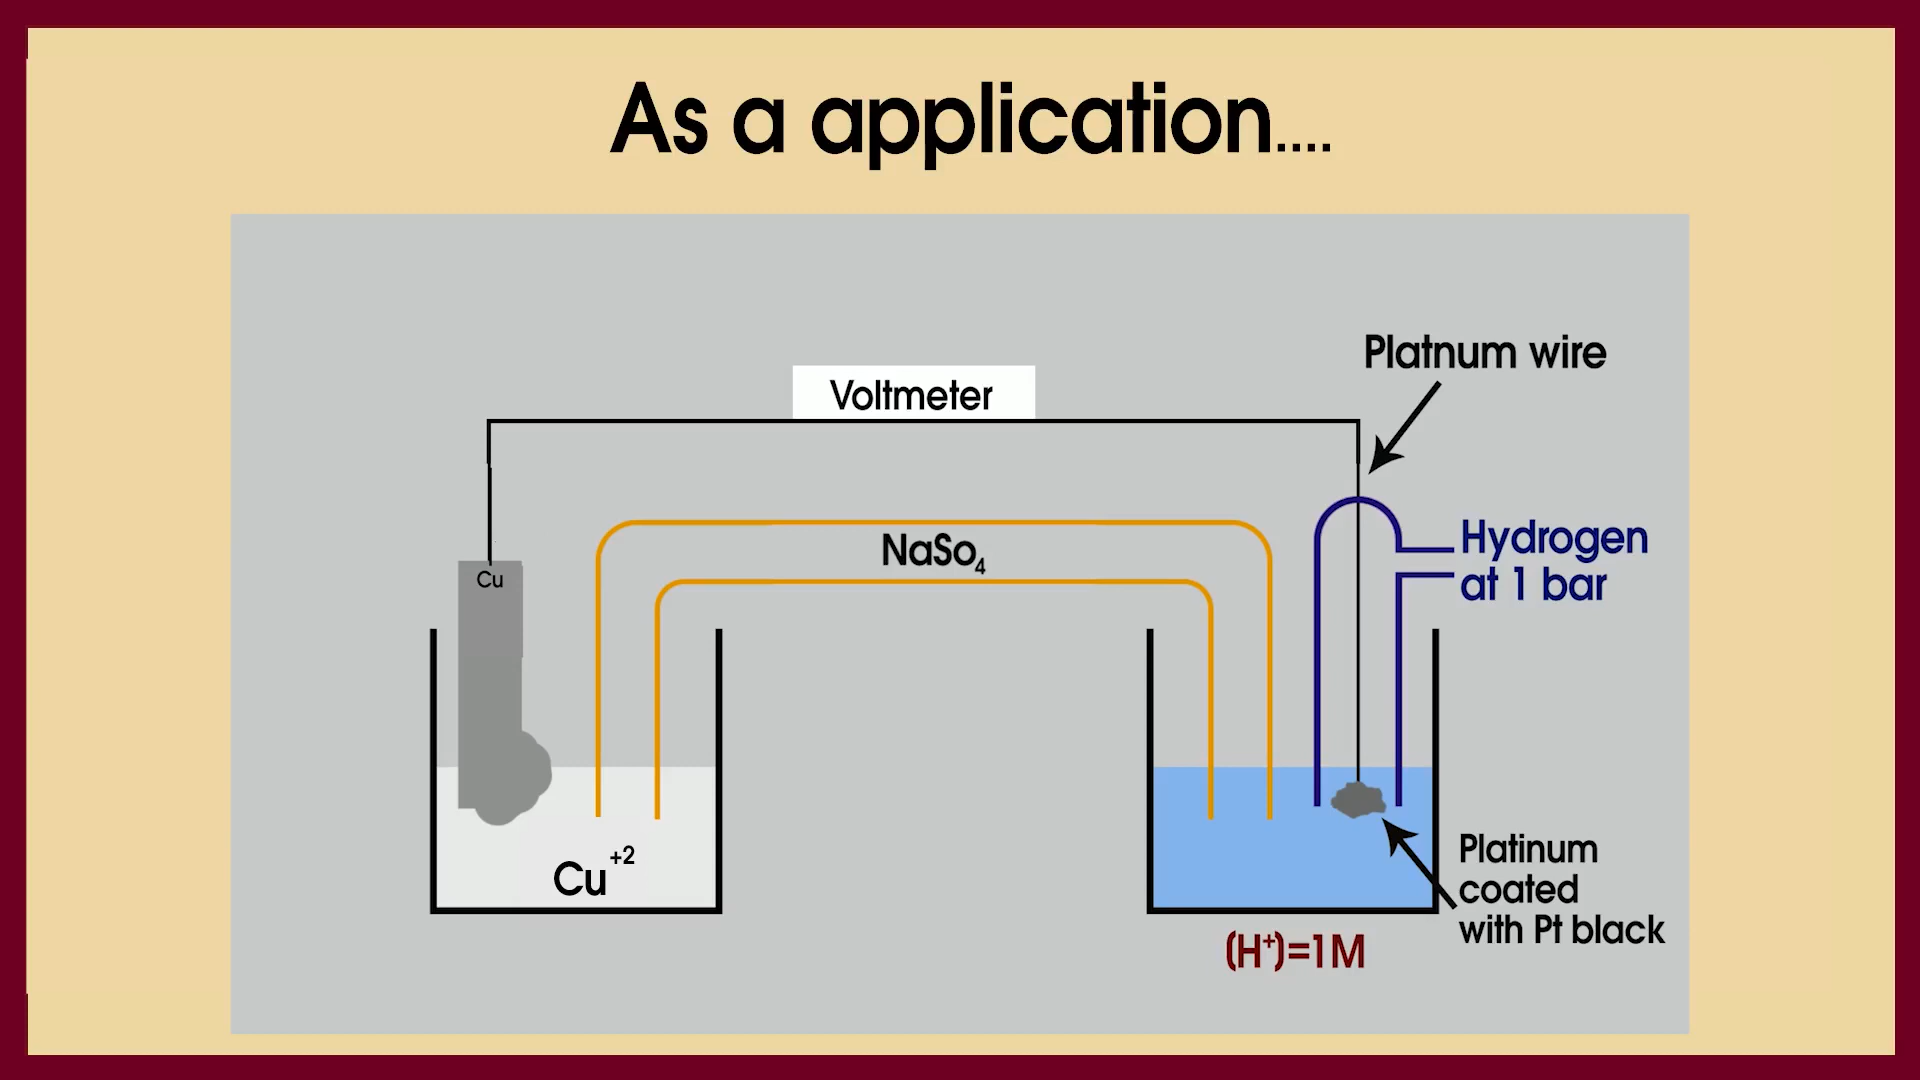 As a application....
Platnum wire
Voltmeter
Hydrogen
at 1 bar
NaSo₄
Cu
Cu⁺²
Platinum
coated
with Pt black
(H⁺)=1M